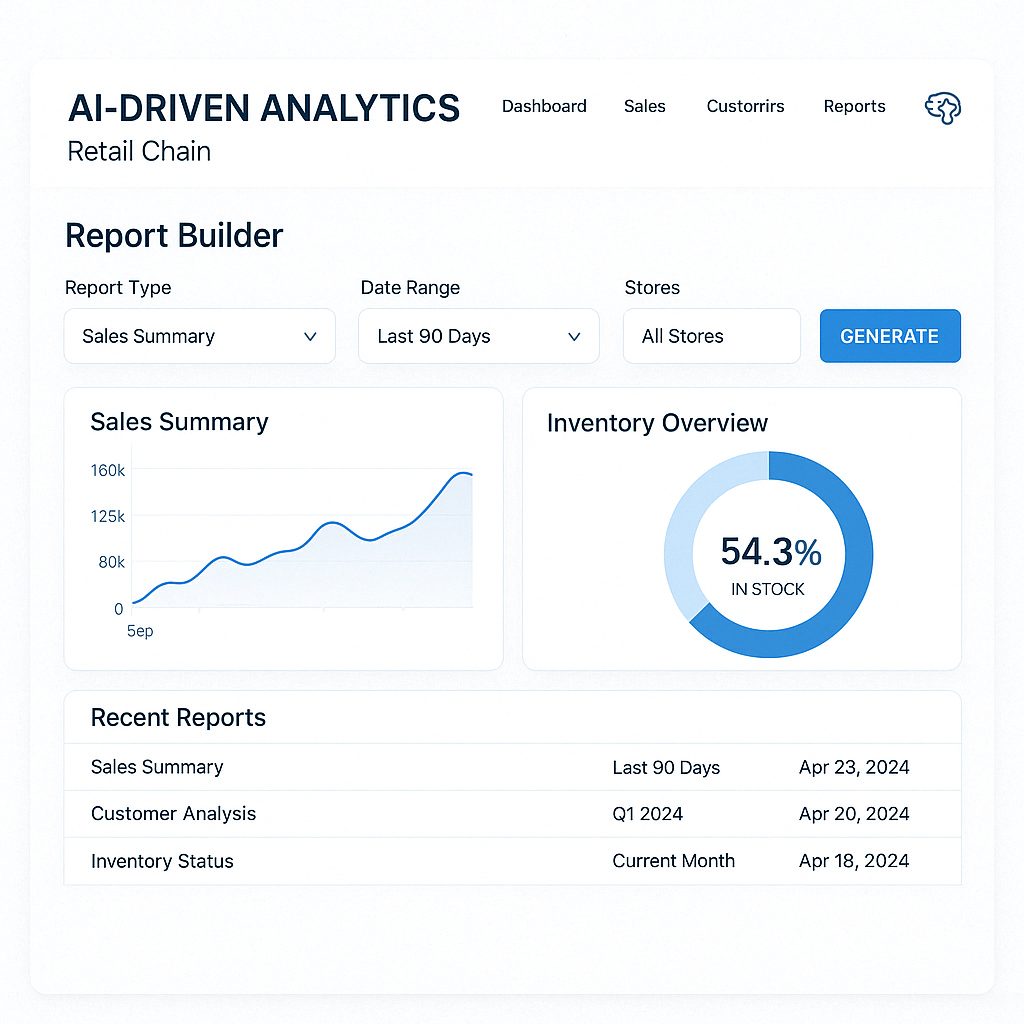 AI-DRIVEN ANALYTICS
Retail Chain
Dashboard Sales Custorrirs Reports
Report Builder
Report Type Date Range Stores
Sales Summary Last 90 Days All Stores GENERATE
Sales Summary
160k
125k
80k
0
5ep
Inventory Overview
54.3%
IN STOCK
Recent Reports
Sales Summary Last 90 Days Apr 23, 2024
Customer Analysis Q1 2024 Apr 20, 2024
Inventory Status Current Month Apr 18, 2024